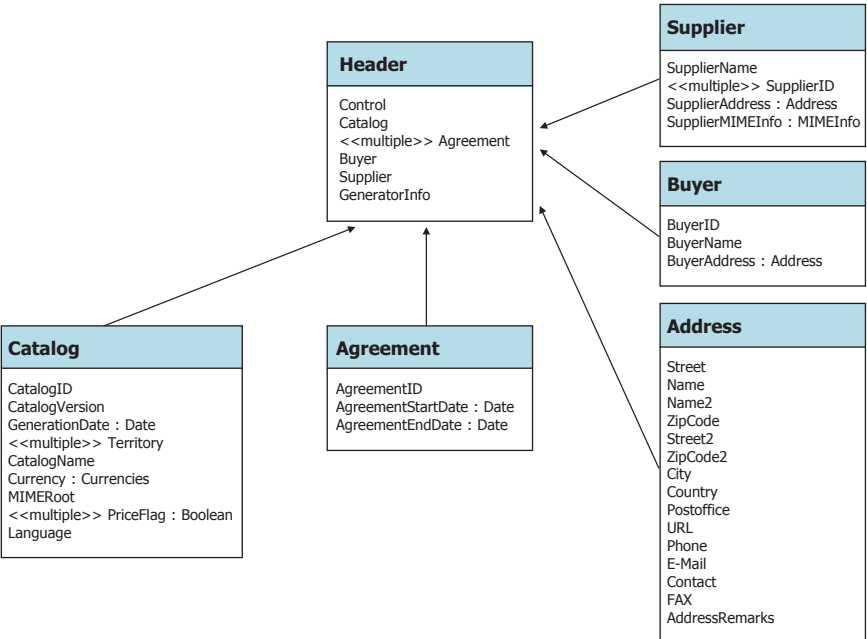 Header
Control
Catalog
<<multiple>> Agreement
Buyer
Supplier
GeneratorInfo
Supplier
SupplierName
<<multiple>> SupplierID
SupplierAddress : Address
SupplierMIMEInfo : MIMEInfo
Buyer
BuyerID
BuyerName
BuyerAddress : Address
Catalog
CatalogID
CatalogVersion
GenerationDate : Date
<<multiple>> Territory
CatalogName
Currency : Currencies
MIMERoot
<<multiple>> PriceFlag : Boolean
Language
Agreement
AgreementID
AgreementStartDate : Date
AgreementEndDate : Date
Address
Street
Name
Name2
ZipCode
Street2
ZipCode2
City
Country
Postoffice
URL
Phone
E-Mail
Contact
FAX
AddressRemarks